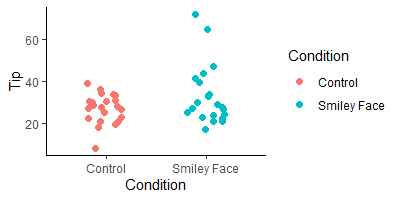 Tip
60
40
20
Control Smiley Face
Condition
Condition
Control
Smiley Face